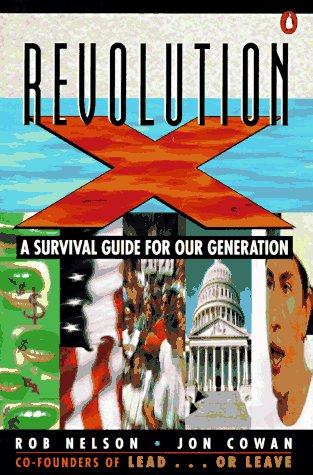 REVOLUTION
X
A SURVIVAL GUIDE FOR OUR GENERATION
$
ROB NELSON • JON COWAN
CO-FOUNDERS OF LEAD . . . OR LEAVE